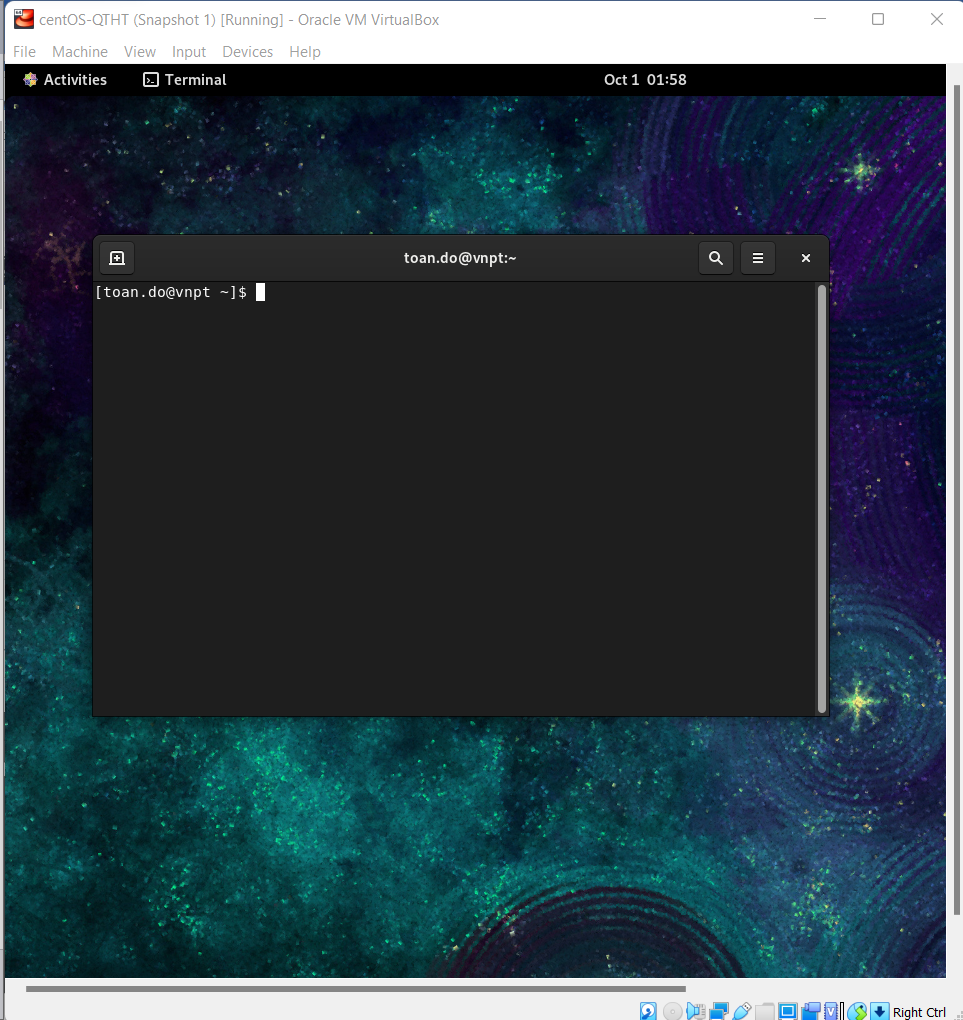 centOS-QTHT (Snapshot 1) [Running] - Oracle VM VirtualBox
File Machine View Input Devices Help
Activities Terminal Oct 1 01:58
toan.do@vnpt:~
[toan.do@vnpt ~]$
Right Ctrl